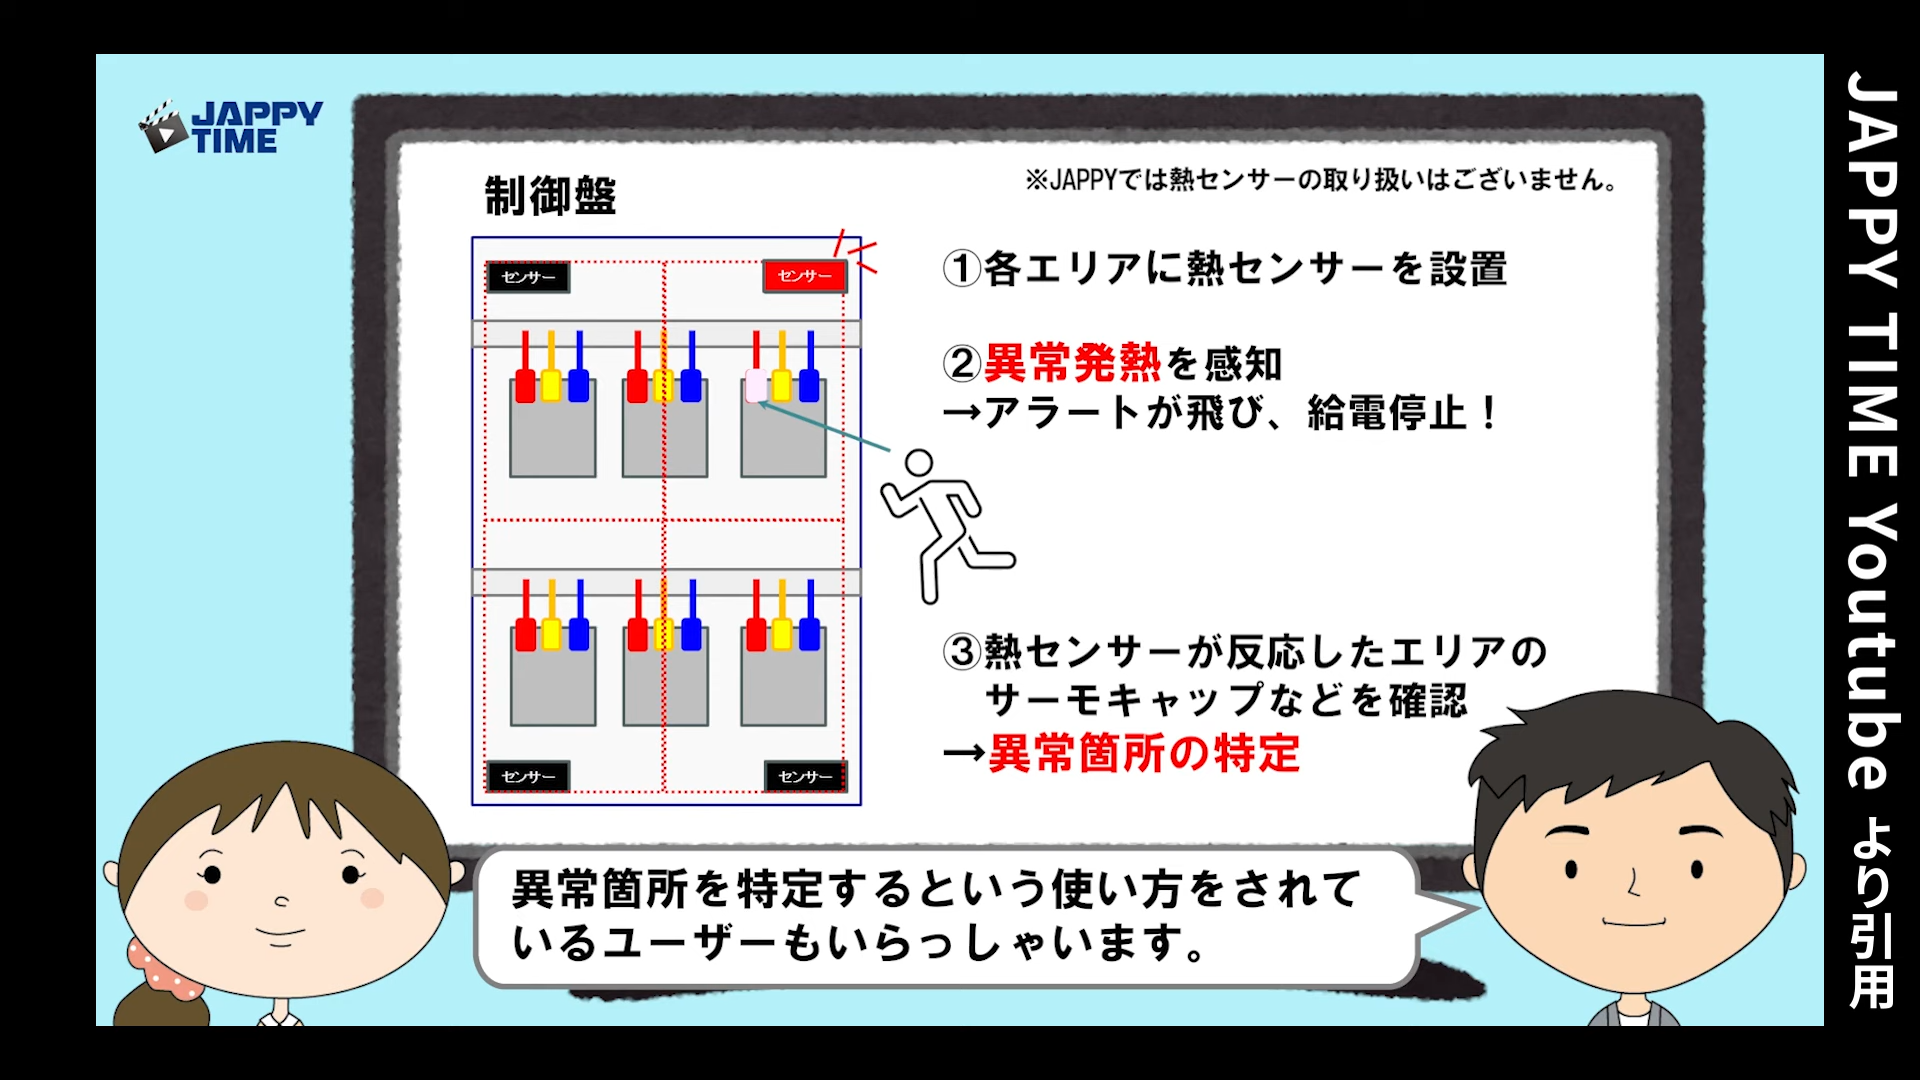 JAPPY
TIME
制御盤
※JAPPYでは熱センサーの取り扱いはございません。
センサー
センサー
センサー
センサー
①各エリアに熱センサーを設置
②異常発熱を感知
→アラートが飛び、給電停止！
③熱センサーが反応したエリアの
サーモキャップなどを確認
→異常箇所の特定
異常箇所を特定するという使い方をされて
いるユーザーもいらっしゃいます。
JAPPY TIME Youtube より引用